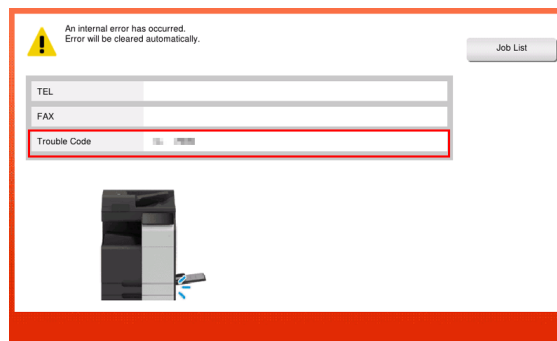 An internal error has occurred.
Error will be cleared automatically.
Job List
TEL
FAX
Trouble Code